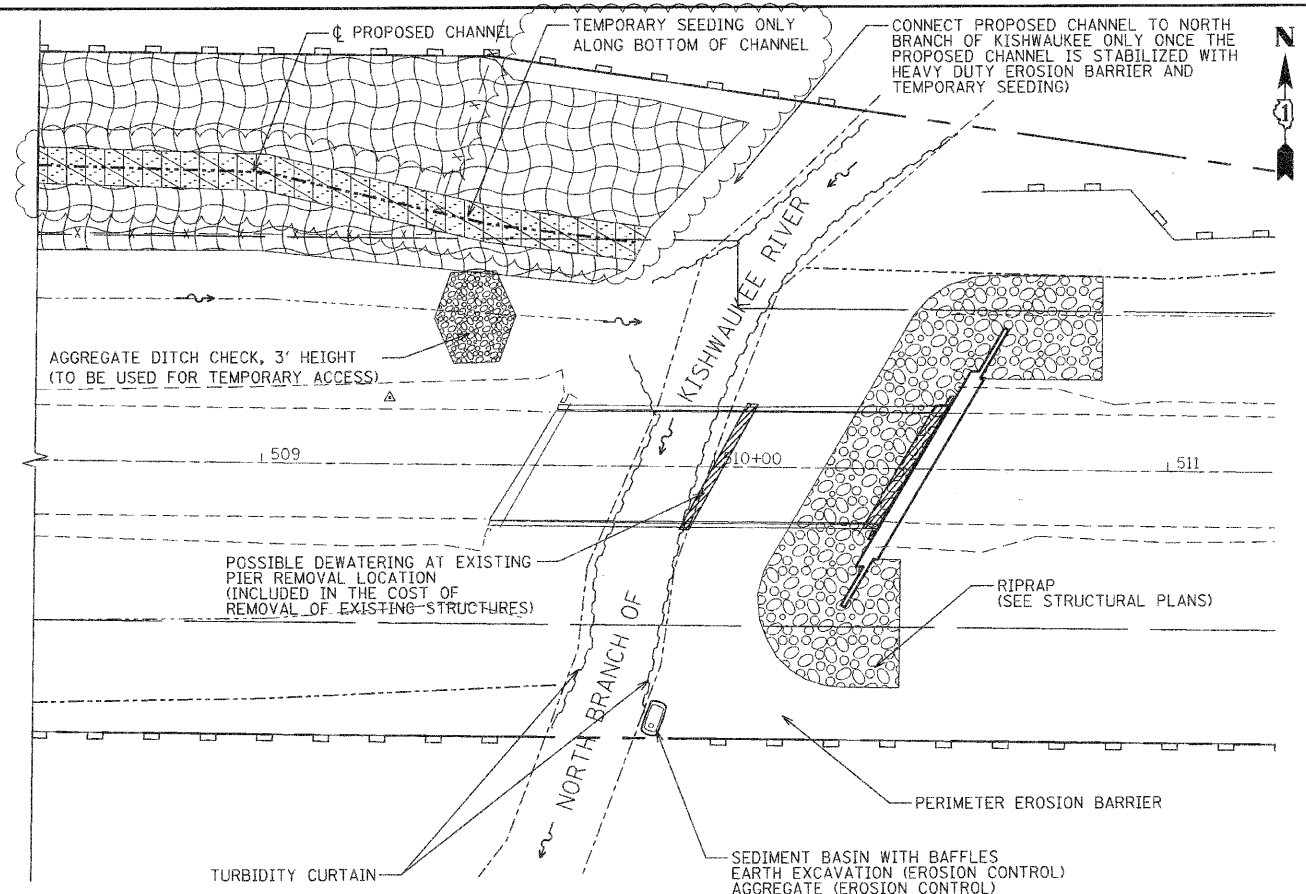 ℄ PROPOSED CHANNEL
TEMPORARY SEEDING ONLY
ALONG BOTTOM OF CHANNEL
CONNECT PROPOSED CHANNEL TO NORTH
BRANCH OF KISHWAUKEE ONLY ONCE THE
PROPOSED CHANNEL IS STABILIZED WITH
HEAVY DUTY EROSION BARRIER AND
TEMPORARY SEEDING)
N
1
KISHWAUKEE RIVER
AGGREGATE DITCH CHECK, 3' HEIGHT
(TO BE USED FOR TEMPORARY ACCESS)
509
510+00
511
POSSIBLE DEWATERING AT EXISTING
PIER REMOVAL LOCATION
(INCLUDED IN THE COST OF
REMOVAL OF EXISTING STRUCTURES)
RIPRAP
(SEE STRUCTURAL PLANS)
NORTH BRANCH OF
PERIMETER EROSION BARRIER
TURBIDITY CURTAIN
SEDIMENT BASIN WITH BAFFLES
EARTH EXCAVATION (EROSION CONTROL)
AGGREGATE (EROSION CONTROL)